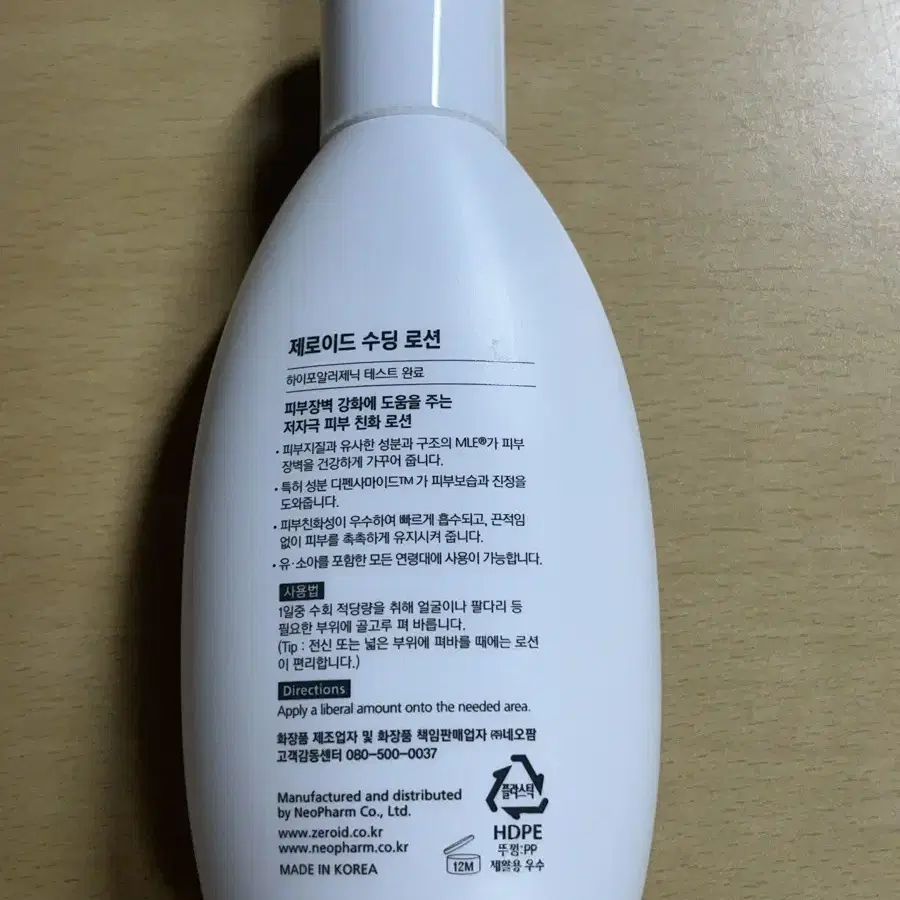 제로이드 수딩 로션
하이포알러제닉 테스트 완료
피부장벽 강화에 도움을 주는
저자극 피부 친화 로션
• 피부지질과 유사한 성분과 구조의 MLE®가 피부
장벽을 건강하게 가꾸어 줍니다.
• 특허 성분 디펜사마이드™ 가 피부보습과 진정을
도와줍니다.
• 피부친화성이 우수하여 빠르게 흡수되고, 끈적임
없이 피부를 촉촉하게 유지시켜 줍니다.
• 유·소아를 포함한 모든 연령대에 사용이 가능합니다.
사용법
1일중 수회 적당량을 취해 얼굴이나 팔다리 등
필요한 부위에 골고루 펴 바릅니다.
(Tip : 전신 또는 넓은 부위에 펴바를 때에는 로션
이 편리합니다.)
Directions
Apply a liberal amount onto the needed area.
화장품 제조업자 및 화장품 책임판매업자 ㈜네오팜
고객감동센터 080-500-0037
Manufactured and distributed
by NeoPharm Co., Ltd.
www.zeroid.co.kr
www.neopharm.co.kr
MADE IN KOREA
12M
플라스틱
HDPE
뚜껑:PP
재활용 우수